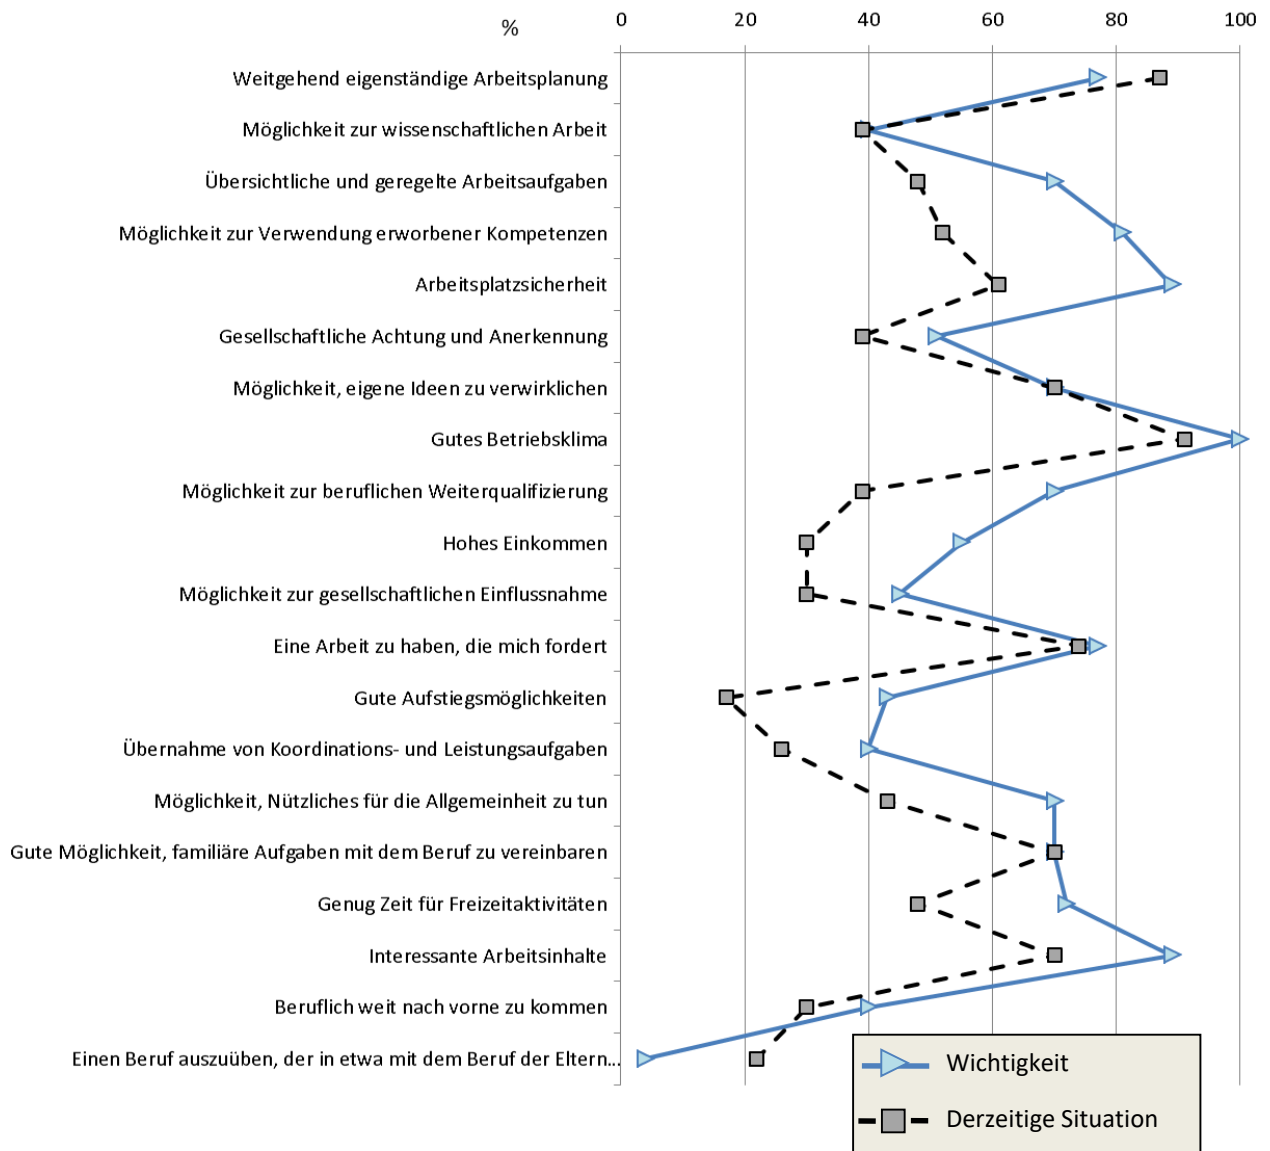 %
0 20 40 60 80 100
Weitgehend eigenständige Arbeitsplanung
Möglichkeit zur wissenschaftlichen Arbeit
Übersichtliche und geregelte Arbeitsaufgaben
Möglichkeit zur Verwendung erworbener Kompetenzen
Arbeitsplatzsicherheit
Gesellschaftliche Achtung und Anerkennung
Möglichkeit, eigene Ideen zu verwirklichen
Gutes Betriebsklima
Möglichkeit zur beruflichen Weiterqualifizierung
Hohes Einkommen
Möglichkeit zur gesellschaftlichen Einflussnahme
Eine Arbeit zu haben, die mich fordert
Gute Aufstiegsmöglichkeiten
Übernahme von Koordinations- und Leistungsaufgaben
Möglichkeit, Nützliches für die Allgemeinheit zu tun
Gute Möglichkeit, familiäre Aufgaben mit dem Beruf zu vereinbaren
Genug Zeit für Freizeitaktivitäten
Interessante Arbeitsinhalte
Beruflich weit nach vorne zu kommen
Einen Beruf auszuüben, der in etwa mit dem Beruf der Eltern...
Wichtigkeit
Derzeitige Situation